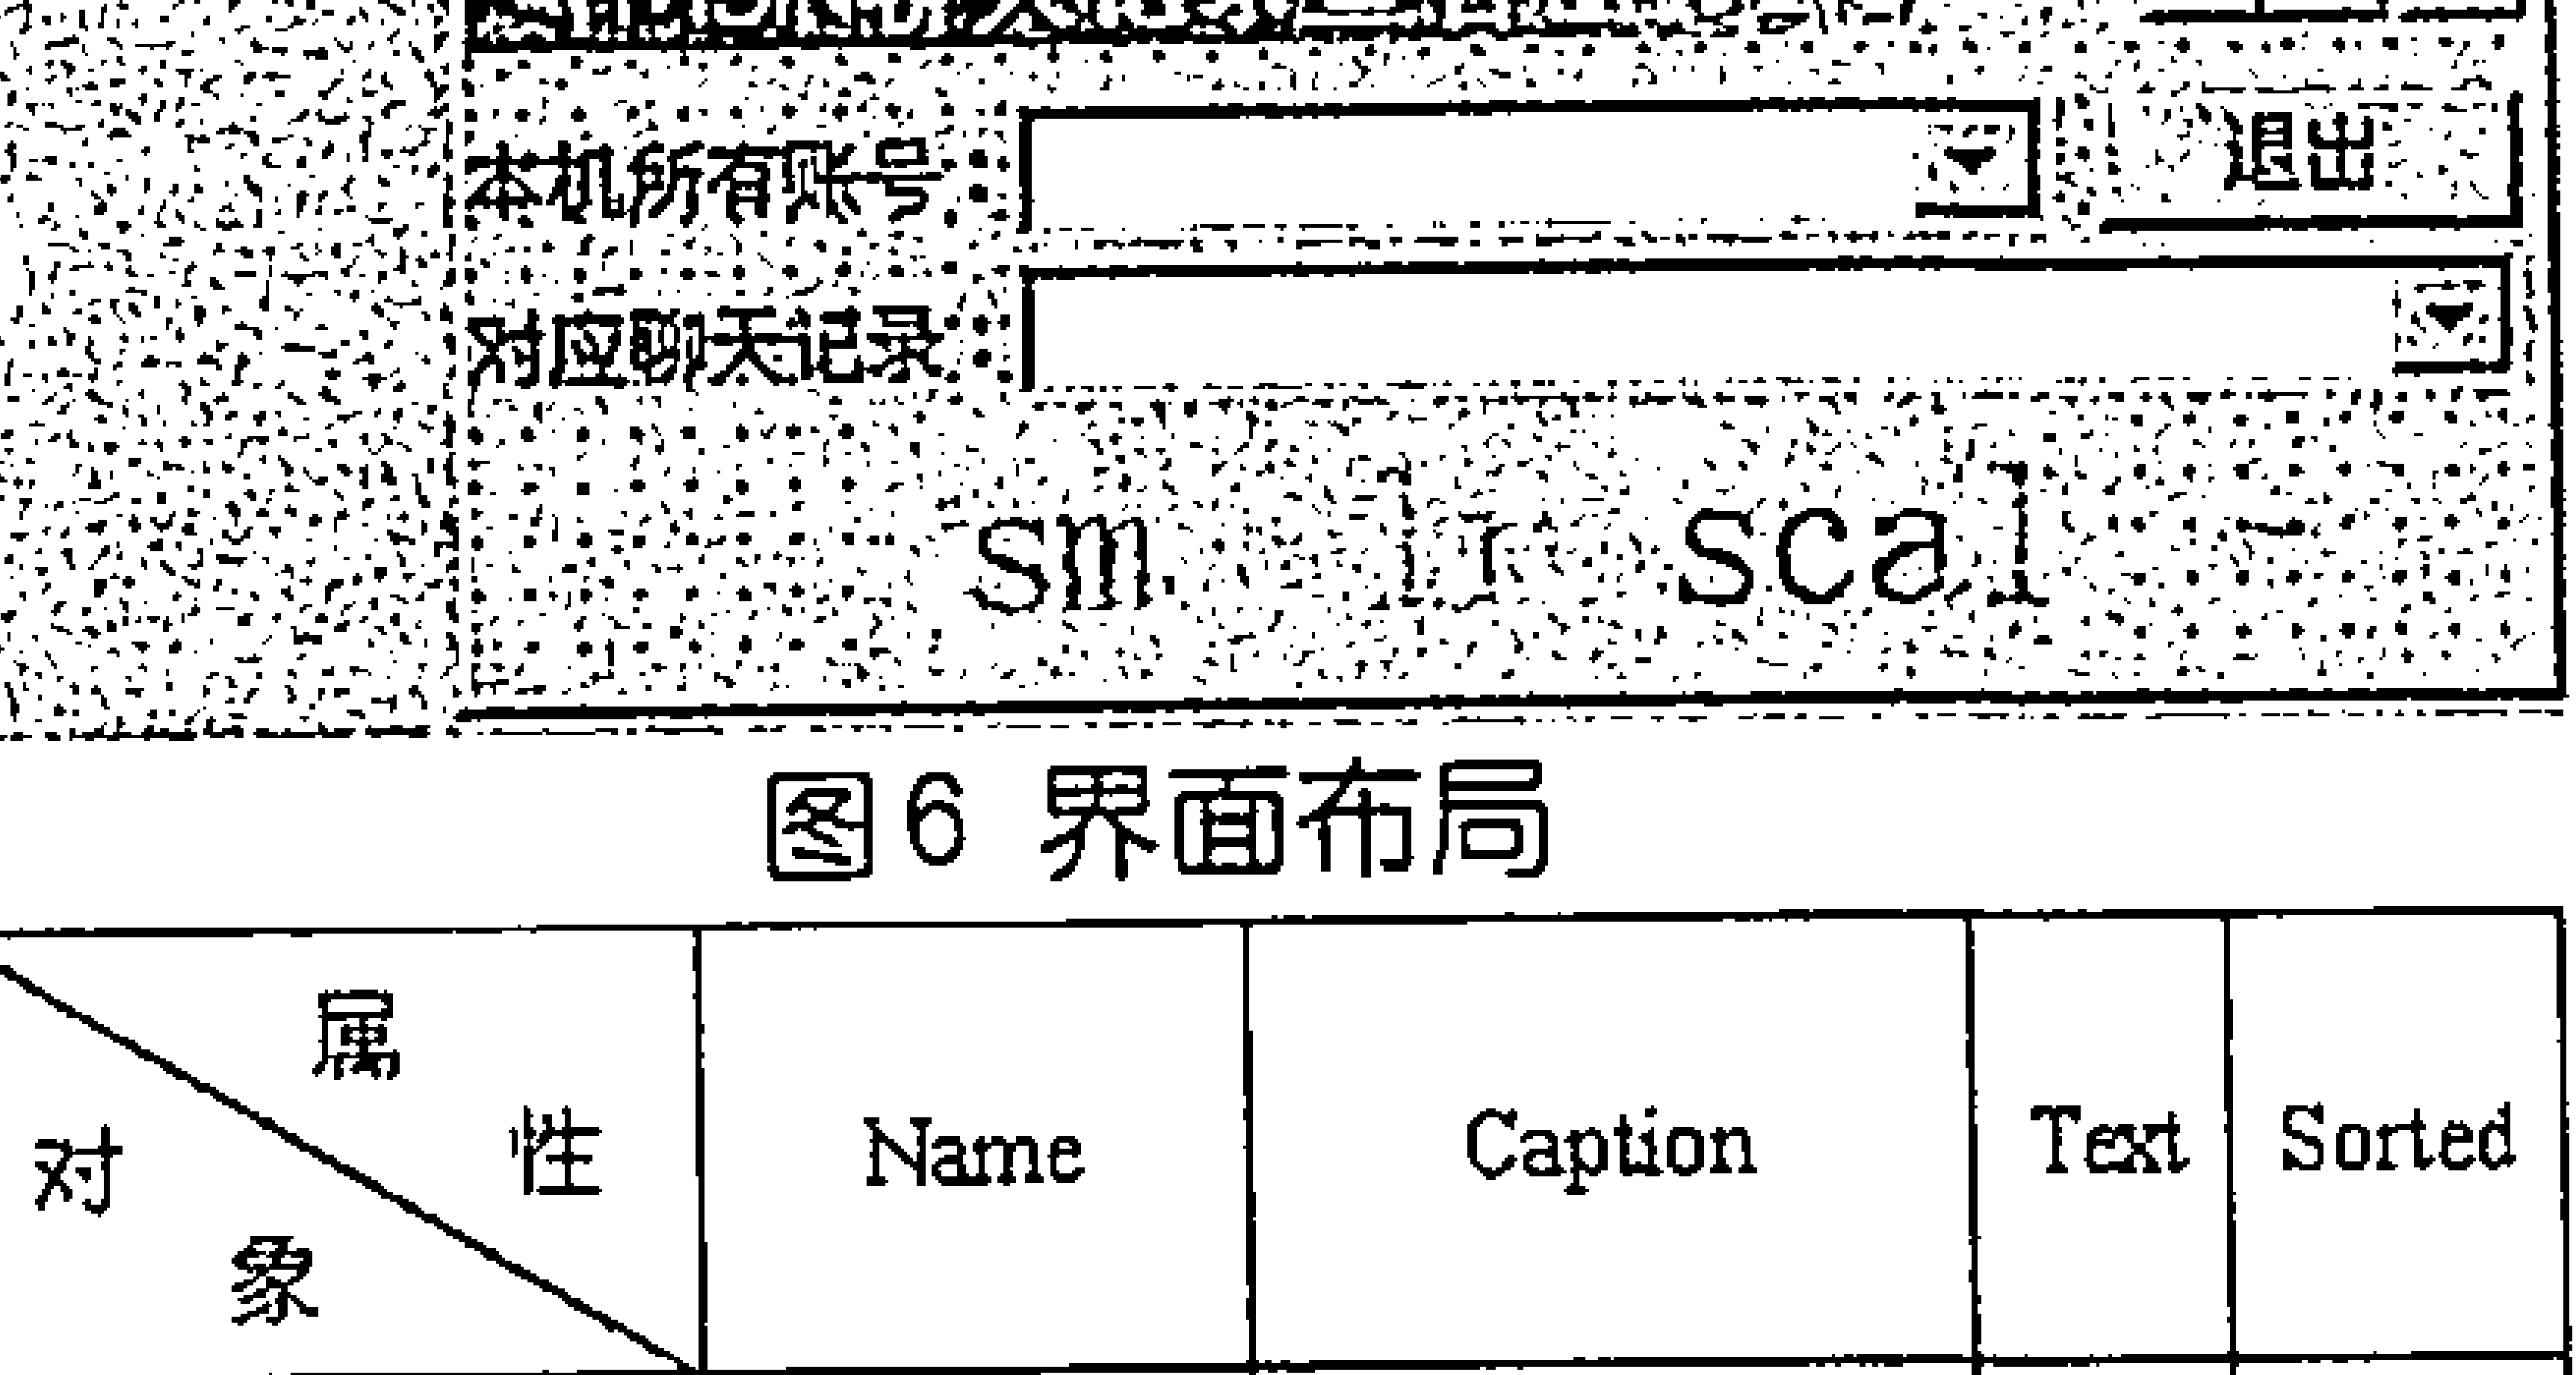 本机所有账号
退出
对应聊天记录
scal
图6 界面布局
属性
对象
Name
Caption
Text
Sorted